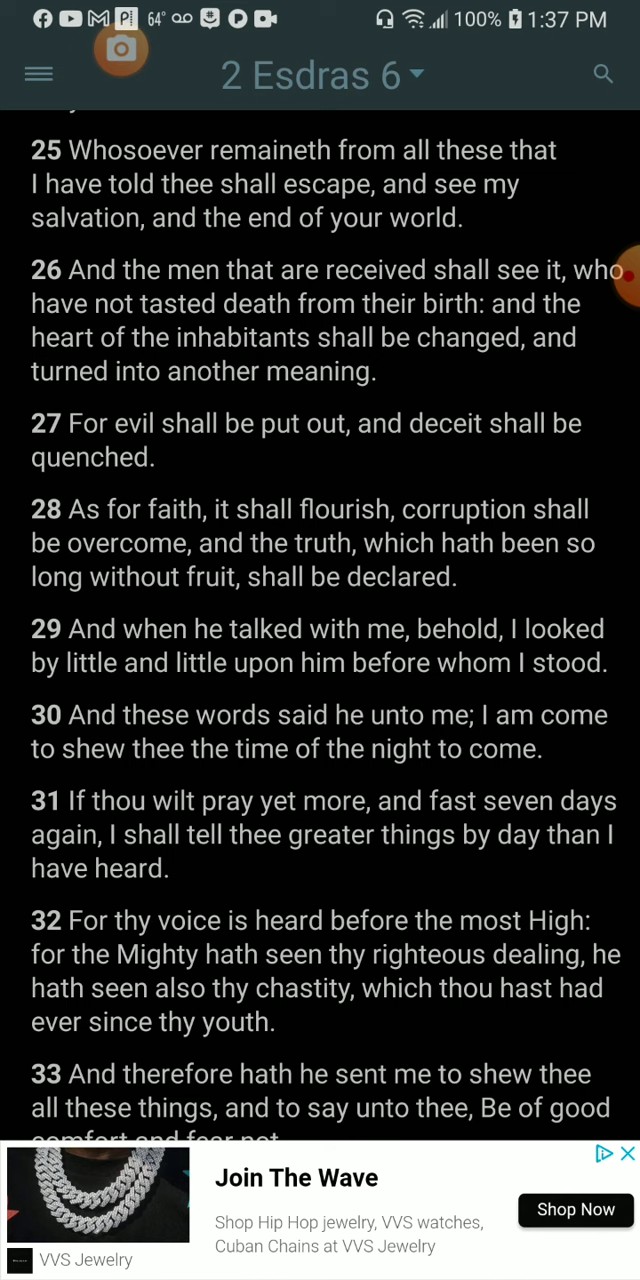 64° 100% 1:37 PM
2 Esdras 6
25 Whosoever remaineth from all these that
I have told thee shall escape, and see my
salvation, and the end of your world.
26 And the men that are received shall see it, who
have not tasted death from their birth: and the
heart of the inhabitants shall be changed, and
turned into another meaning.
27 For evil shall be put out, and deceit shall be
quenched.
28 As for faith, it shall flourish, corruption shall
be overcome, and the truth, which hath been so
long without fruit, shall be declared.
29 And when he talked with me, behold, I looked
by little and little upon him before whom I stood.
30 And these words said he unto me; I am come
to shew thee the time of the night to come.
31 If thou wilt pray yet more, and fast seven days
again, I shall tell thee greater things by day than I
have heard.
32 For thy voice is heard before the most High:
for the Mighty hath seen thy righteous dealing, he
hath seen also thy chastity, which thou hast had
ever since thy youth.
33 And therefore hath he sent me to shew thee
all these things, and to say unto thee, Be of good
comfort and fear not
Join The Wave
Shop Hip Hop jewelry, VVS watches,
Cuban Chains at VVS Jewelry
Shop Now
VVS Jewelry